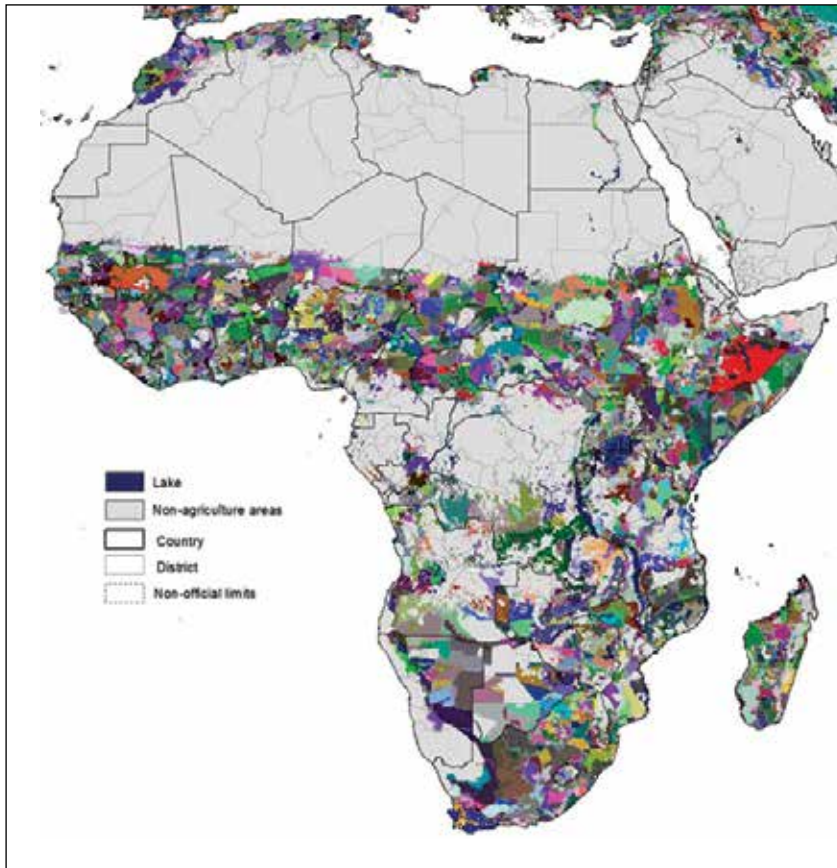 Lake
Non-agriculture areas
Country
District
Non-official limits